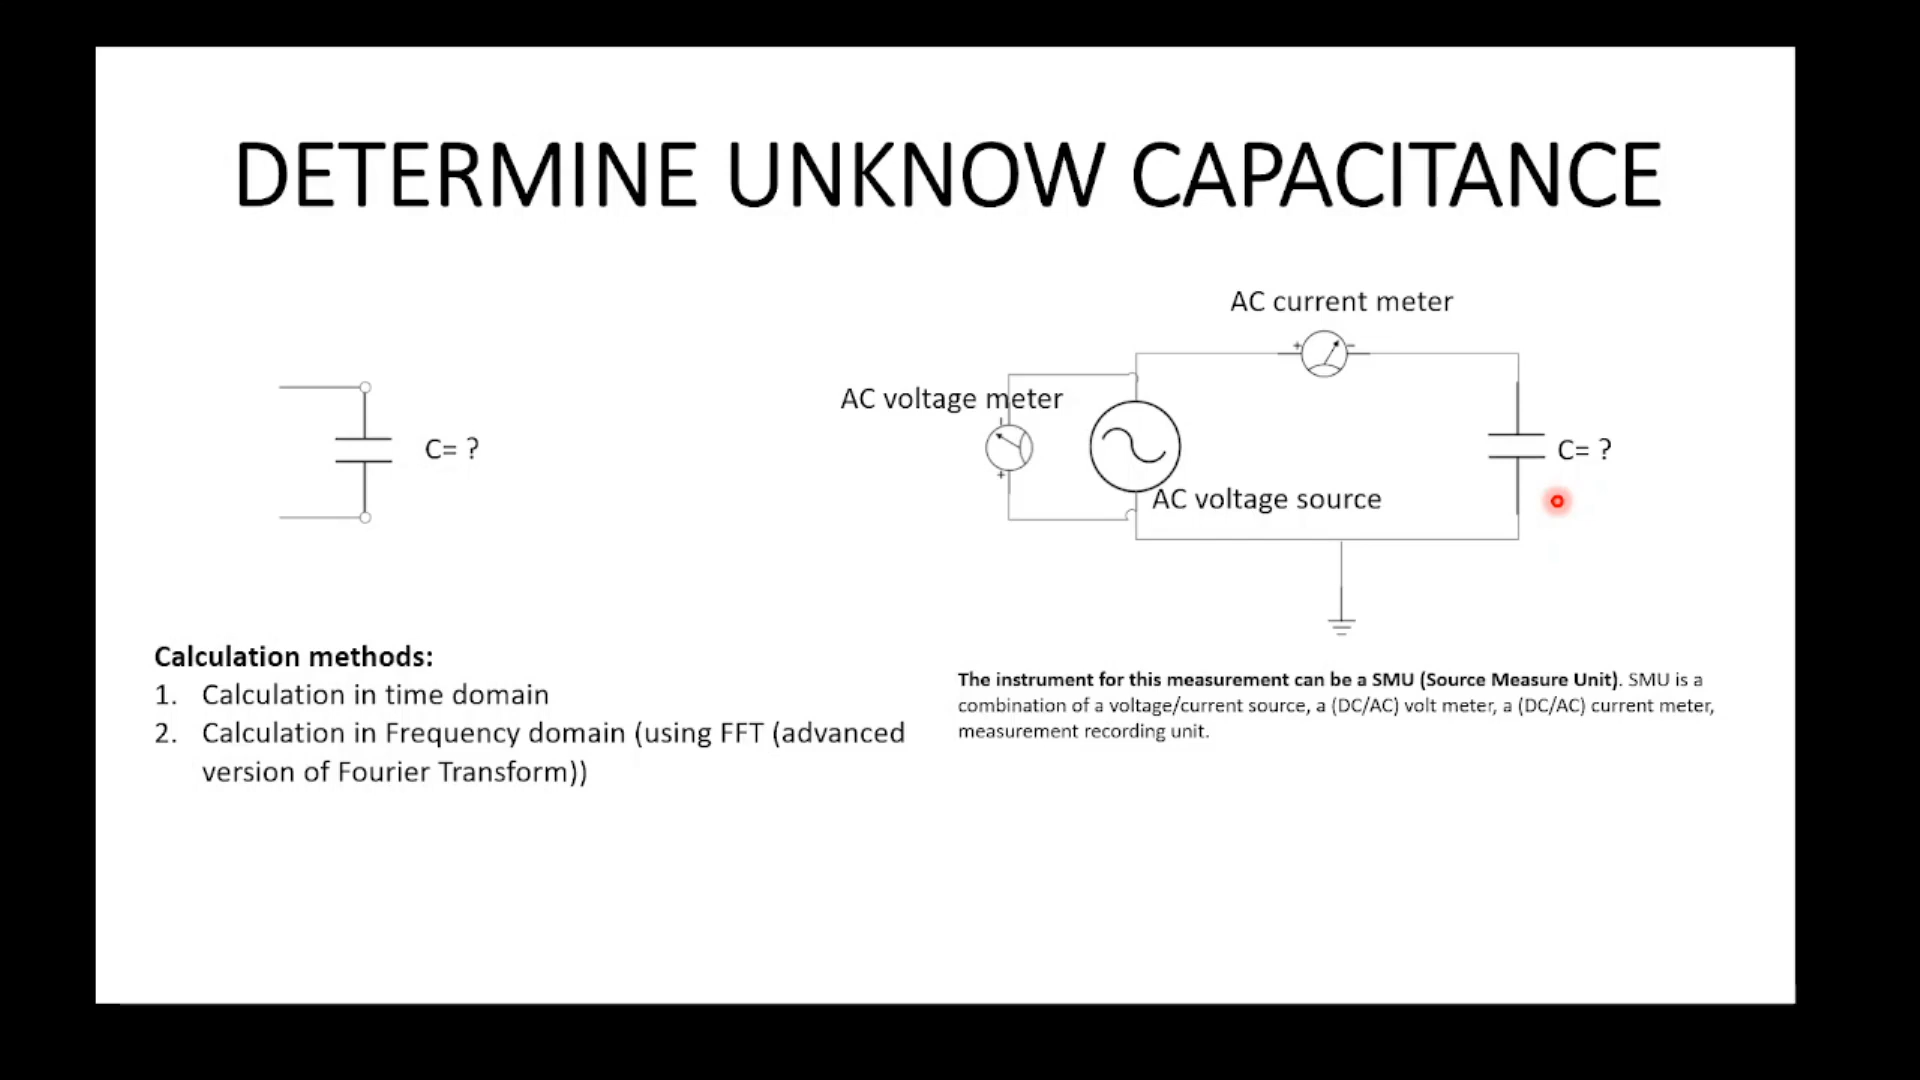 DETERMINE UNKNOW CAPACITANCE
AC current meter
AC voltage meter
C= ?
C= ?
AC voltage source
Calculation methods:
1. Calculation in time domain
2. Calculation in Frequency domain (using FFT (advanced
version of Fourier Transform))
The instrument for this measurement can be a SMU (Source Measure Unit). SMU is a
combination of a voltage/current source, a (DC/AC) volt meter, a (DC/AC) current meter,
measurement recording unit.